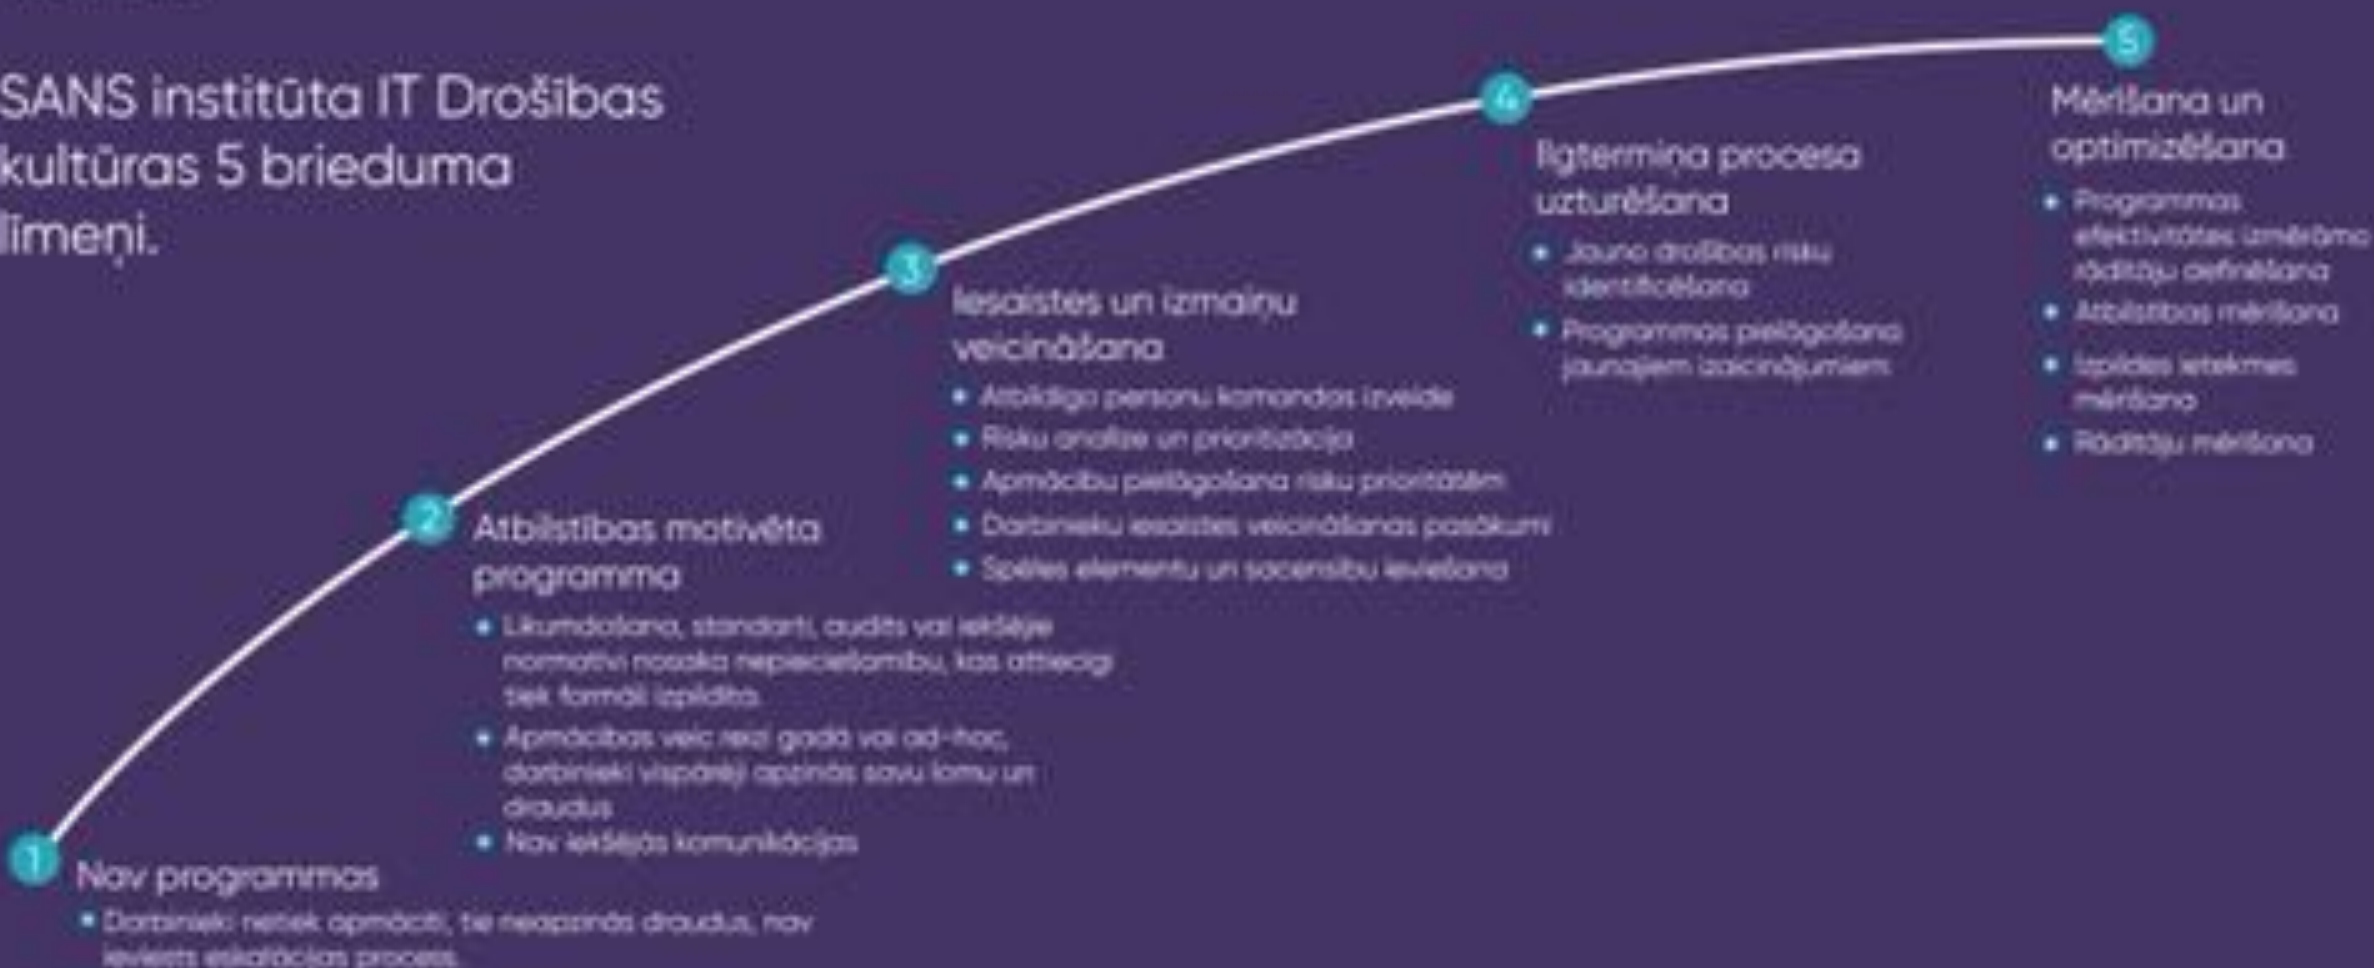 SANS institūta IT Drošības
kultūras 5 brieduma
līmeņi.
1
Nav programmas
Darbinieki netiek apmācīti, tie neapzinās draudus, nav
ieviests eskalācijas process.
2
Atbilstības motivēta
programma
Likumdošana, standarti, audits vai iekšējie
normatīvi nosaka nepieciešamību, kas attiecīgi
tiek formāli izpildīta.
Apmācības veic reizi gadā vai ad-hoc,
darbinieki vispārēji apzinās savu lomu un
draudus
Nav iekšējās komunikācijas
3
Iesaistes un izmaiņu
veicināšana
Atbildīgo personu komandas izveide
Risku analīze un prioritizācija
Apmācību pielāgošana risku prioritātēm
Darbinieku iesaistes veicināšanas pasākumi
Spēles elementu un sacensību ieviešana
4
Ilgtermiņa procesa
uzturēšana
Jauno drošības risku
identificēšana
Programmas pielāgošana
jaunajiem izaicinājumiem
5
Mērīšana un
optimizēšana
Programmas
efektivitātes izmērāmo
rādītāju definēšana
Atbilstības mērīšana
Izpildes ietekmes
mērīšana
Rādītāju mērīšana